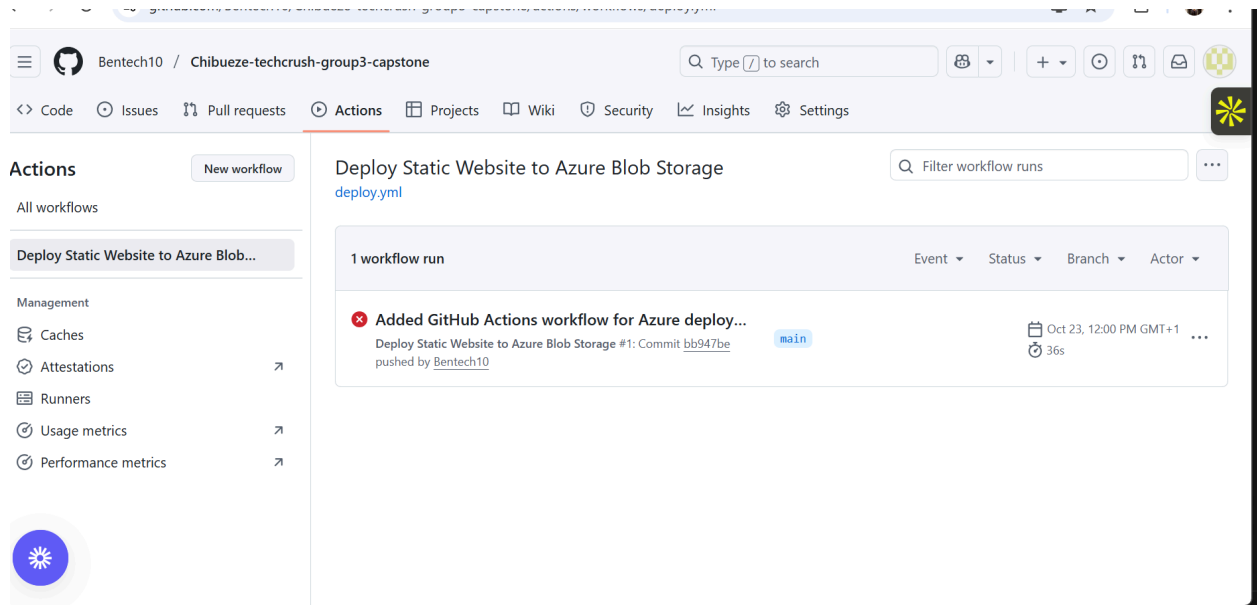 Bentech10 / Chibueze-techcrush-group3-capstone
Type / to search
Code
Issues
Pull requests
Actions
Projects
Wiki
Security
Insights
Settings
Actions
New workflow
All workflows
Deploy Static Website to Azure Blob...
Management
Caches
Attestations
Runners
Usage metrics
Performance metrics
Deploy Static Website to Azure Blob Storage
deploy.yml
Filter workflow runs
1 workflow run
Event
Status
Branch
Actor
Added GitHub Actions workflow for Azure deploy...
Deploy Static Website to Azure Blob Storage #1: Commit bb947be
pushed by Bentech10
main
Oct 23, 12:00 PM GMT+1
36s